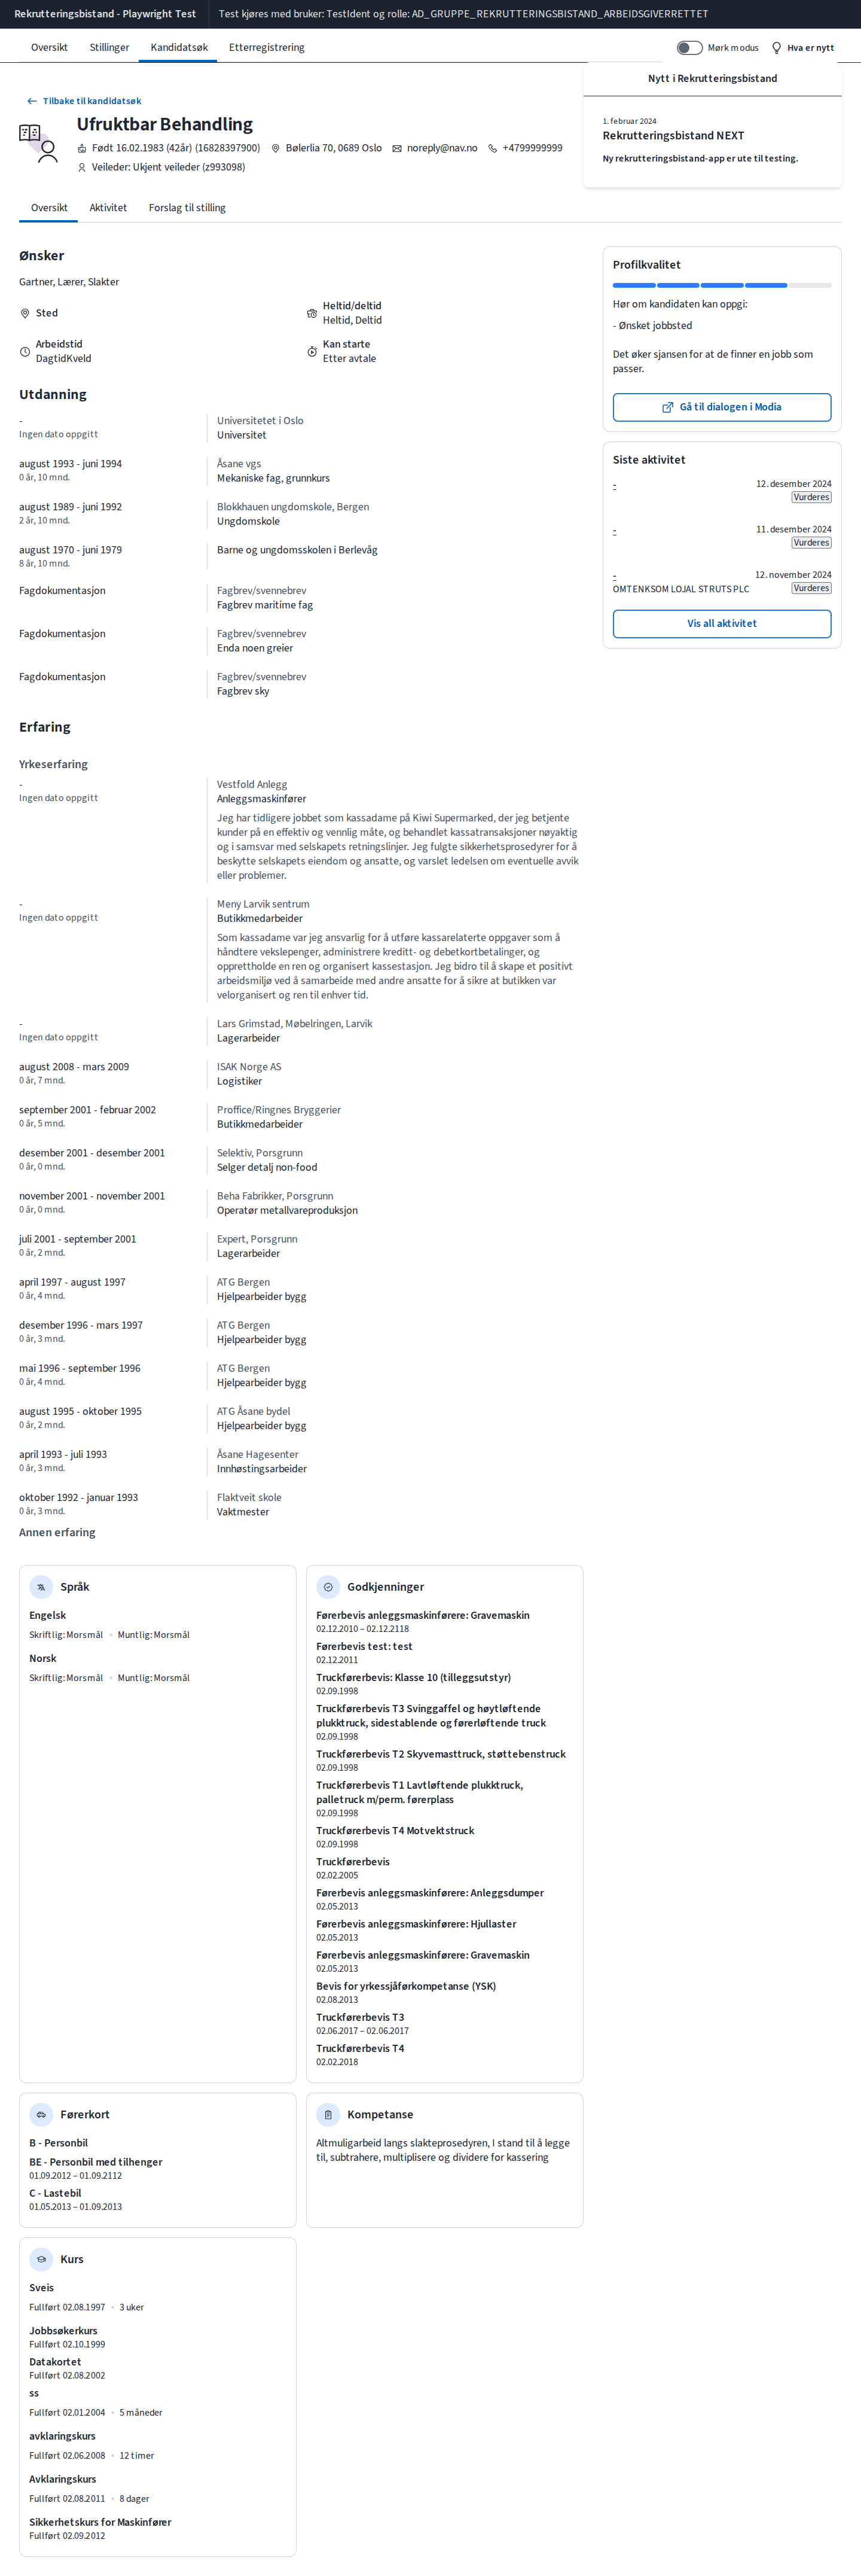 Rekrutteringsbistand - Playwright Test
Test kjøres med bruker: TestIdent og rolle: AD_GRUPPE_REKRUTTERINGSBISTAND_ARBEIDSGIVERRETTET
Oversikt
Stillinger
Kandidatsøk
Etterregistrering
Mørk modus
Hva er nytt
Nytt i Rekrutteringsbistand
1. februar 2024
Rekrutteringsbistand NEXT
Ny rekrutteringsbistand-app er ute til testing.
Tilbake til kandidatsøk
Ufruktbar Behandling
Født 16.02.1983 (42år) (16828397900)
Bølerlia 70, 0689 Oslo
noreply@nav.no
+4799999999
Veileder: Ukjent veileder (z993098)
Oversikt
Aktivitet
Forslag til stilling
Ønsker
Gartner, Lærer, Slakter
Sted
Heltid/deltid
Heltid, Deltid
Arbeidstid
DagtidKveld
Kan starte
Etter avtale
Utdanning
-
Ingen dato oppgitt
Universitetet i Oslo
Universitet
august 1993 - juni 1994
0 år, 10 mnd.
Åsane vgs
Mekaniske fag, grunnkurs
august 1989 - juni 1992
2 år, 10 mnd.
Blokkhauen ungdomskole, Bergen
Ungdomskole
august 1970 - juni 1979
8 år, 10 mnd.
Barne og ungdomsskolen i Berlevåg
Fagdokumentasjon
Fagbrev/svennebrev
Fagbrev maritime fag
Fagdokumentasjon
Fagbrev/svennebrev
Enda noen greier
Fagdokumentasjon
Fagbrev/svennebrev
Fagbrev sky
Erfaring
Yrkeserfaring
-
Ingen dato oppgitt
Vestfold Anlegg
Anleggsmaskinfører
Jeg har tidligere jobbet som kassadame på Kiwi Supermarked, der jeg betjente
kunder på en effektiv og vennlig måte, og behandlet kassatransaksjoner nøyaktig
og i samsvar med selskapets retningslinjer. Jeg fulgte sikkerhetsprosedyrer for å
beskytte selskapets eiendom og ansatte, og varslet ledelsen om eventuelle avvik
eller problemer.
-
Ingen dato oppgitt
Meny Larvik sentrum
Butikkmedarbeider
Som kassadame var jeg ansvarlig for å utføre kassarelaterte oppgaver som å
håndtere vekslepenger, administrere kreditt- og debetkortbetalinger, og
opprettholde en ren og organisert kassestasjon. Jeg bidro til å skape et positivt
arbeidsmiljø ved å samarbeide med andre ansatte for å sikre at butikken var
velorganisert og ren til enhver tid.
-
Ingen dato oppgitt
Lars Grimstad, Møbelringen, Larvik
Lagerarbeider
august 2008 - mars 2009
0 år, 7 mnd.
ISAK Norge AS
Logistiker
september 2001 - februar 2002
0 år, 5 mnd.
Proffice/Ringnes Bryggerier
Butikkmedarbeider
desember 2001 - desember 2001
0 år, 0 mnd.
Selektiv, Porsgrunn
Selger detalj non-food
november 2001 - november 2001
0 år, 0 mnd.
Beha Fabrikker, Porsgrunn
Operatør metallvareproduksjon
juli 2001 - september 2001
0 år, 2 mnd.
Expert, Porsgrunn
Lagerarbeider
april 1997 - august 1997
0 år, 4 mnd.
ATG Bergen
Hjelpearbeider bygg
desember 1996 - mars 1997
0 år, 3 mnd.
ATG Bergen
Hjelpearbeider bygg
mai 1996 - september 1996
0 år, 4 mnd.
ATG Bergen
Hjelpearbeider bygg
august 1995 - oktober 1995
0 år, 2 mnd.
ATG Åsane bydel
Hjelpearbeider bygg
april 1993 - juli 1993
0 år, 3 mnd.
Åsane Hagesenter
Innhøstingsarbeider
oktober 1992 - januar 1993
0 år, 3 mnd.
Flaktveit skole
Vaktmester
Annen erfaring
Språk
Engelsk
Skriftlig: Morsmål • Muntlig: Morsmål
Norsk
Skriftlig: Morsmål • Muntlig: Morsmål
Godkjenninger
Førerbevis anleggsmaskinførere: Gravemaskin
02.12.2010 – 02.12.2118
Førerbevis test: test
02.12.2011
Truckførerbevis: Klasse 10 (tilleggsutstyr)
02.09.1998
Truckførerbevis T3 Svinggaffel og høytløftende
plukktruck, sidestablende og førerløftende truck
02.09.1998
Truckførerbevis T2 Skyvemasttruck, støttebenstruck
02.09.1998
Truckførerbevis T1 Lavtløftende plukktruck,
palletruck m/perm. førerplass
02.09.1998
Truckførerbevis T4 Motvektstruck
02.09.1998
Truckførerbevis
02.02.2005
Førerbevis anleggsmaskinførere: Anleggsdumper
02.05.2013
Førerbevis anleggsmaskinførere: Hjullaster
02.05.2013
Førerbevis anleggsmaskinførere: Gravemaskin
02.05.2013
Bevis for yrkessjåførkompetanse (YSK)
02.08.2013
Truckførerbevis T3
02.06.2017 – 02.06.2017
Truckførerbevis T4
02.02.2018
Førerkort
B - Personbil
BE - Personbil med tilhenger
01.09.2012 – 01.09.2112
C - Lastebil
01.05.2013 – 01.09.2013
Kompetanse
Altmuligarbeid langs slakteprosedyren, I stand til å legge
til, subtrahere, multiplisere og dividere for kassering
Kurs
Sveis
Fullført 02.08.1997 • 3 uker
Jobbsøkerkurs
Fullført 02.10.1999
Datakortet
Fullført 02.08.2002
ss
Fullført 02.01.2004 • 5 måneder
avklaringskurs
Fullført 02.06.2008 • 12 timer
Avklaringskurs
Fullført 02.08.2011 • 8 dager
Sikkerhetskurs for Maskinfører
Fullført 02.09.2012
Profilkvalitet
Hør om kandidaten kan oppgi:
- Ønsket jobbsted
Det øker sjansen for at de finner en jobb som
passer.
Gå til dialogen i Modia
Siste aktivitet
-
12. desember 2024
Vurderes
-
11. desember 2024
Vurderes
-
12. november 2024
OMTENKSOM LOJAL STRUTS PLC
Vurderes
Vis all aktivitet